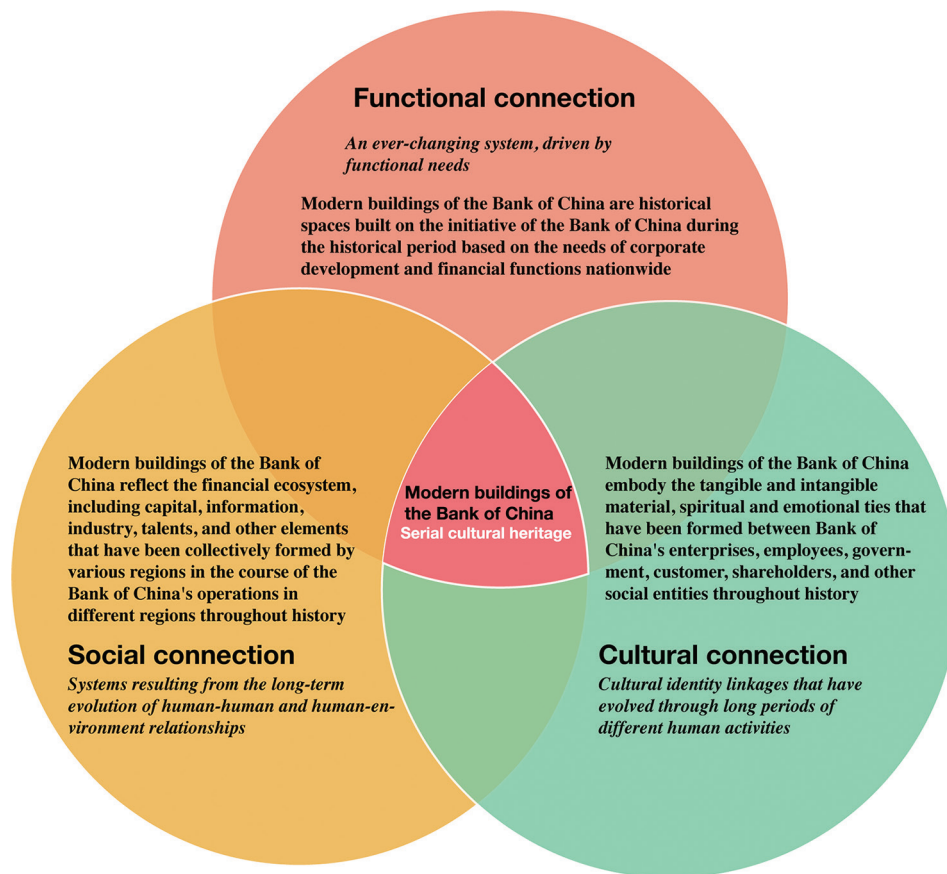 Functional connection
An ever-changing system, driven by
functional needs
Modern buildings of the Bank of China are historical
spaces built on the initiative of the Bank of China during
the historical period based on the needs of corporate
development and financial functions nationwide
Modern buildings of the Bank of
China reflect the financial ecosystem,
including capital, information,
industry, talents, and other elements
that have been collectively formed by
various regions in the course of the
Bank of China's operations in
different regions throughout history
Social connection
Systems resulting from the long-term
evolution of human-human and human-en-
vironment relationships
Modern buildings of
the Bank of China
Serial cultural heritage
Modern buildings of the Bank of China
embody the tangible and intangible
material, spiritual and emotional ties that
have been formed between Bank of
China's enterprises, employees, govern-
ment, customer, shareholders, and other
social entities throughout history
Cultural connection
Cultural identity linkages that have
evolved through long periods of
different human activities